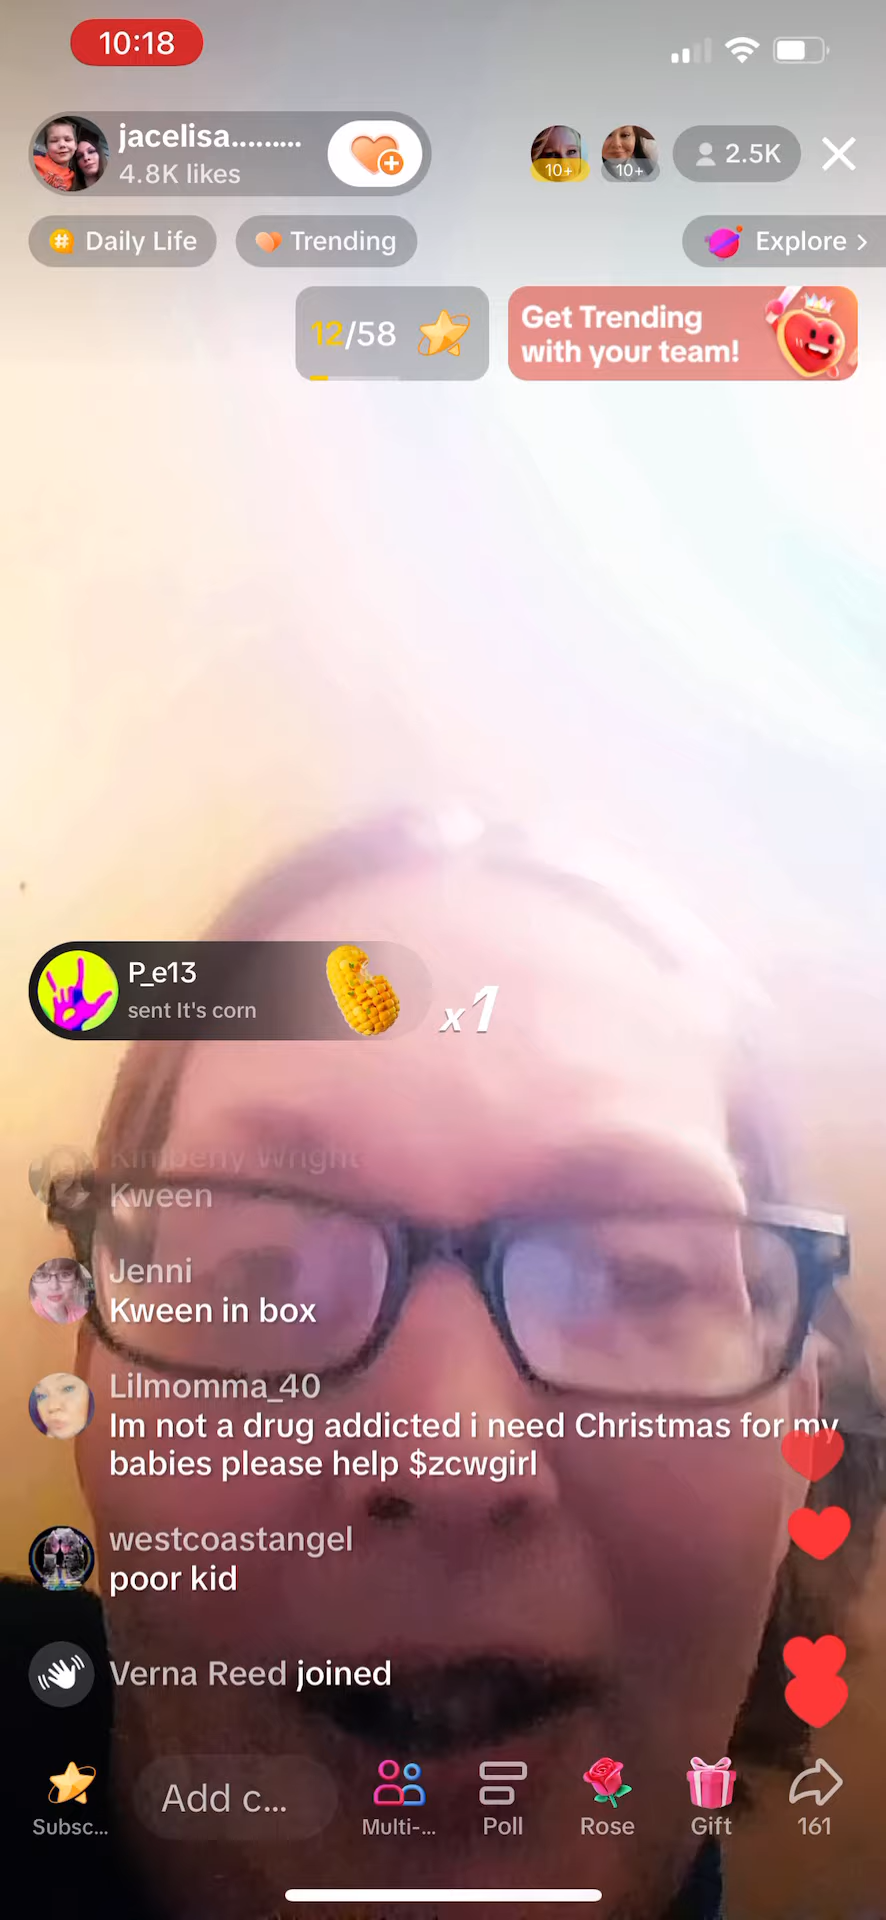 10:18
jacelisa.........
4.8K likes
10+
10+
2.5K
Daily Life
Trending
Explore >
12/58
Get Trending
with your team!
P_e13
sent It's corn
x1
Kimberly Wright
Kween
Jenni
Kween in box
Lilmomma_40
Im not a drug addicted i need Christmas for my
babies please help $zcwgirl
westcoastangel
poor kid
Verna Reed joined
Add c...
Subsc...
Multi-...
Poll
Rose
Gift
161